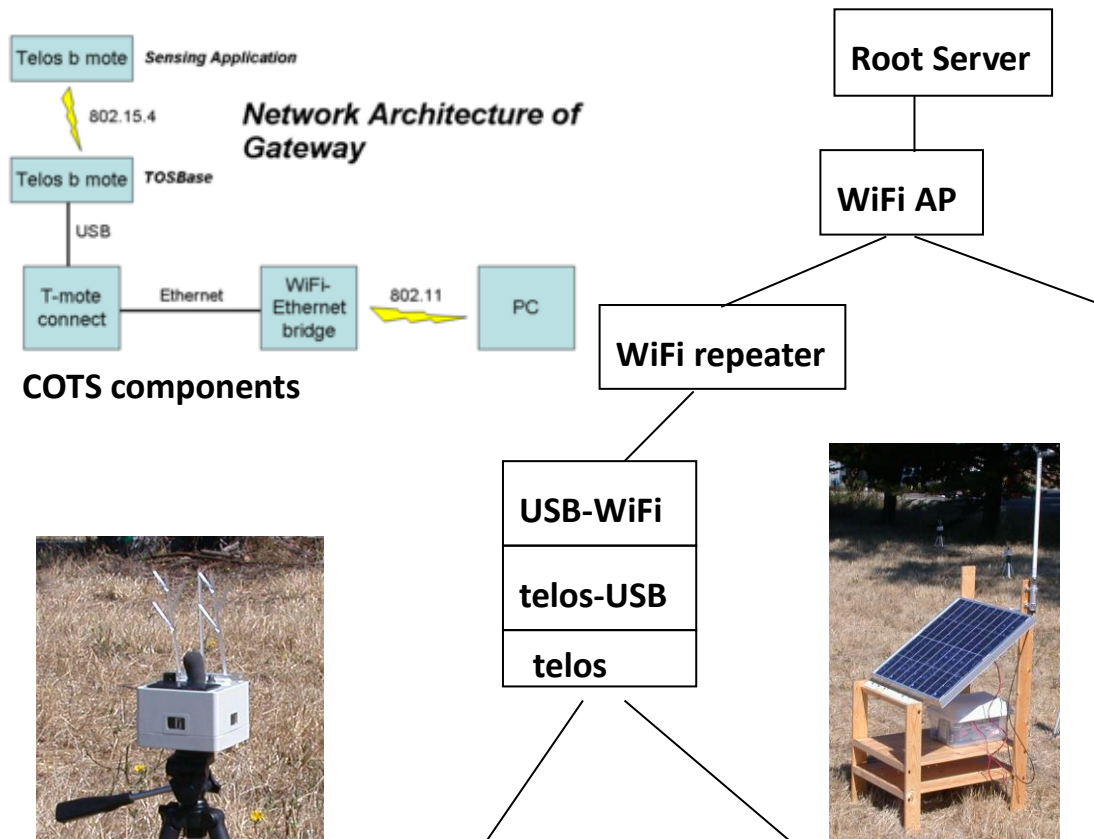 Telos b mote
Sensing Application
802.15.4
Network Architecture of
Gateway
Telos b mote
TOSBase
USB
T-mote
connect
Ethernet
WiFi-
Ethernet
bridge
802.11
PC
COTS components
Root Server
WiFi AP
WiFi repeater
USB-WiFi
telos-USB
telos